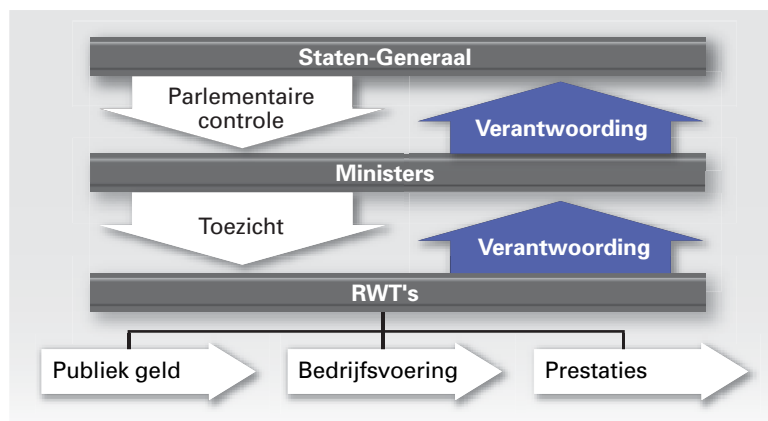 Staten-Generaal
Parlementaire
controle
Verantwoording
Ministers
Toezicht
Verantwoording
RWT's
Publiek geld
Bedrijfsvoering
Prestaties